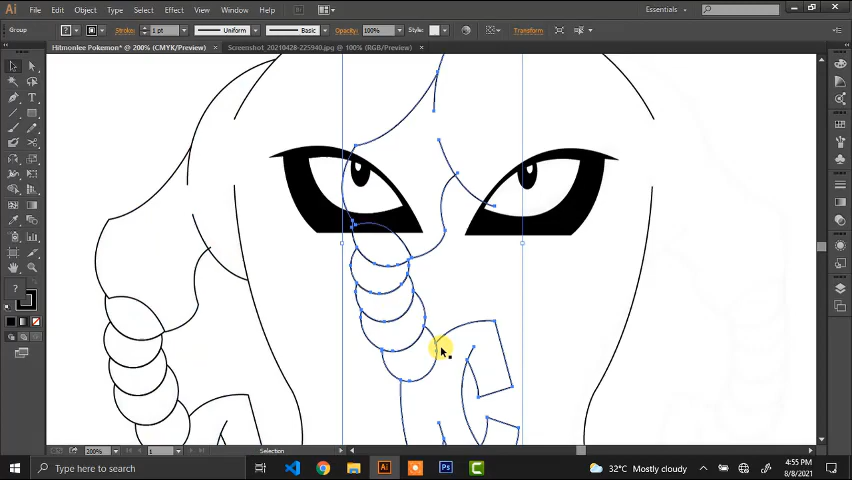 File Edit Object Type Select Effect View Window Help
Essentials
Group
Stroke: 1 pt Uniform Basic Opacity: 100% Style: Transform
Hitmonlee Pokemon* @ 200% (CMYK/Preview) × Screenshot_20210428-225940.jpg @ 100% (RGB/Preview) ×
?
200% 1 Selection
Type here to search
32°C Mostly cloudy
4:55 PM
8/8/2021